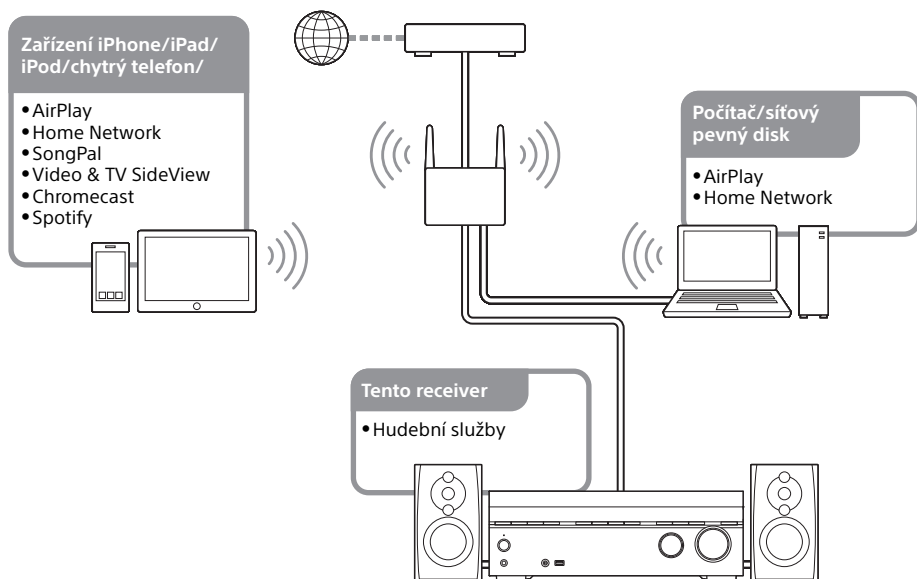 Zařízení iPhone/iPad/
iPod/chytrý telefon/
• AirPlay
• Home Network
• SongPal
• Video & TV SideView
• Chromecast
• Spotify
Počítač/síťový
pevný disk
• AirPlay
• Home Network
Tento receiver
• Hudební služby